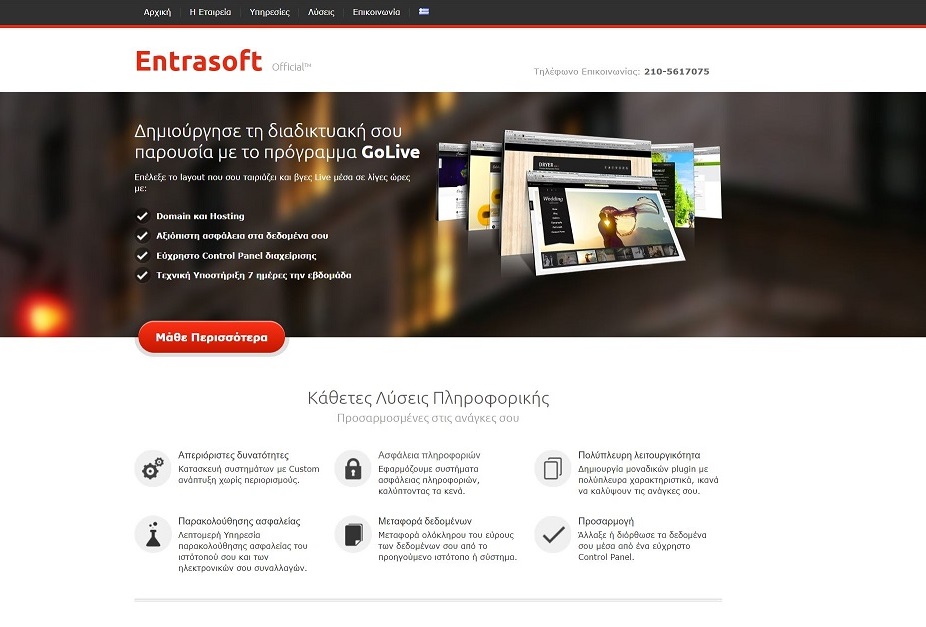 Αρχική Η Εταιρεία Υπηρεσίες Λύσεις Επικοινωνία
Entrasoft Official™
Τηλέφωνο Επικοινωνίας: 210-5617075
Δημιούργησε τη διαδικτυακή σου
παρουσία με το πρόγραμμα GoLive
Επέλεξε το layout που σου ταιριάζει και βγες Live μέσα σε λίγες ώρες
με:
Domain και Hosting
Αξιόπιστη ασφάλεια στα δεδομένα σου
Εύχρηστο Control Panel διαχείρισης
Τεχνική Υποστήριξη 7 ημέρες την εβδομάδα
Wedding
Μάθε Περισσότερα
Κάθετες Λύσεις Πληροφορικής
Προσαρμοσμένες στις ανάγκες σου
Απεριόριστες δυνατότητες
Κατασκευή συστημάτων με Custom
ανάπτυξη χωρίς περιορισμούς.
Ασφάλεια πληροφοριών
Εφαρμόζουμε συστήματα
ασφάλειας πληροφοριών,
καλύπτοντας τα κενά.
Πολύπλευρη λειτουργικότητα
Δημιουργία μοναδικών plugin με
πολύπλευρα χαρακτηριστικά, ικανά
να καλύψουν τις ανάγκες σου.
Παρακολούθησης ασφαλείας
Λεπτομερή Υπηρεσία
παρακολούθησης ασφαλείας του
ιστότοπού σου και των
ηλεκτρονικών σου συναλλαγών.
Μεταφορά δεδομένων
Μεταφορά ολόκληρου του εύρους
των δεδομένων σου από το
προηγούμενο ιστότοπο ή σύστημα.
Προσαρμογή
Άλλαξε ή διόρθωσε τα δεδομένα
σου μέσα από ένα εύχρηστο
Control Panel.